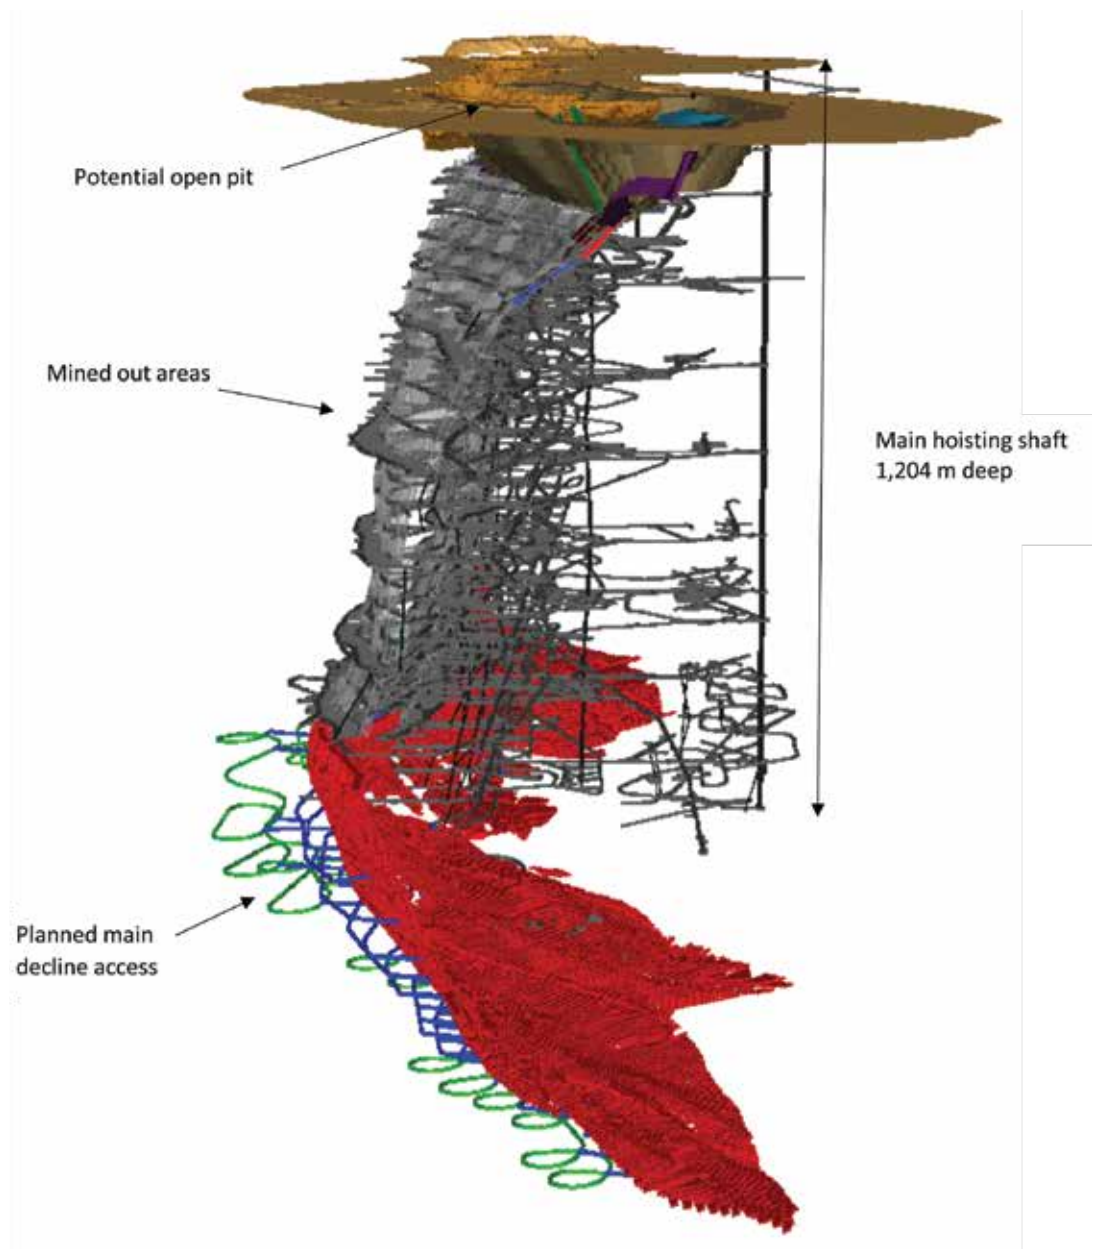 Potential open pit
Mined out areas
Main hoisting shaft
1,204 m deep
Planned main
decline access